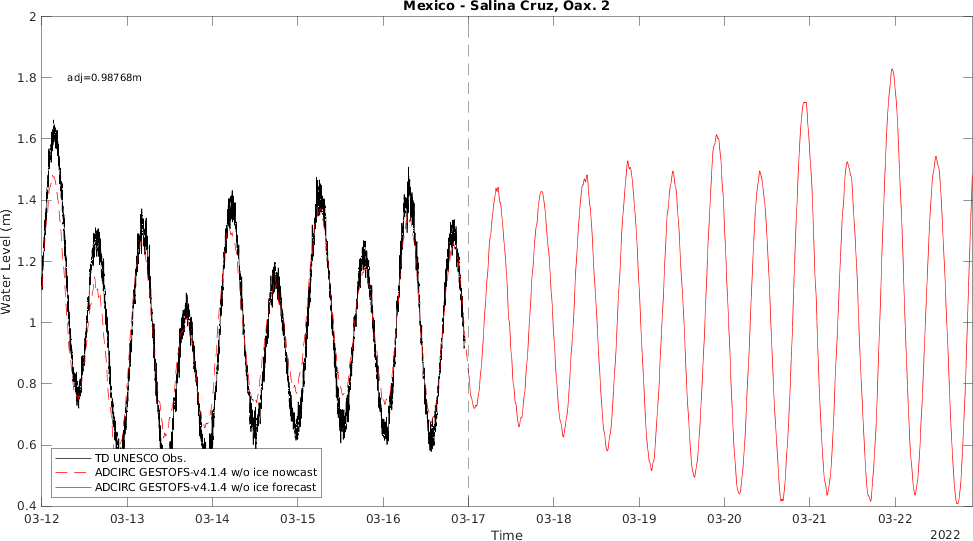 Mexico - Salina Cruz, Oax. 2
2
1.8
1.6
1.4
1.2
1
0.8
0.6
0.4
Water Level (m)
adj=0.98768m
TD UNESCO Obs.
ADCIRC GESTOFS-v4.1.4 w/o ice nowcast
ADCIRC GESTOFS-v4.1.4 w/o ice forecast
03-12 03-13 03-14 03-15 03-16 03-17 03-18 03-19 03-20 03-21 03-22
Time
2022